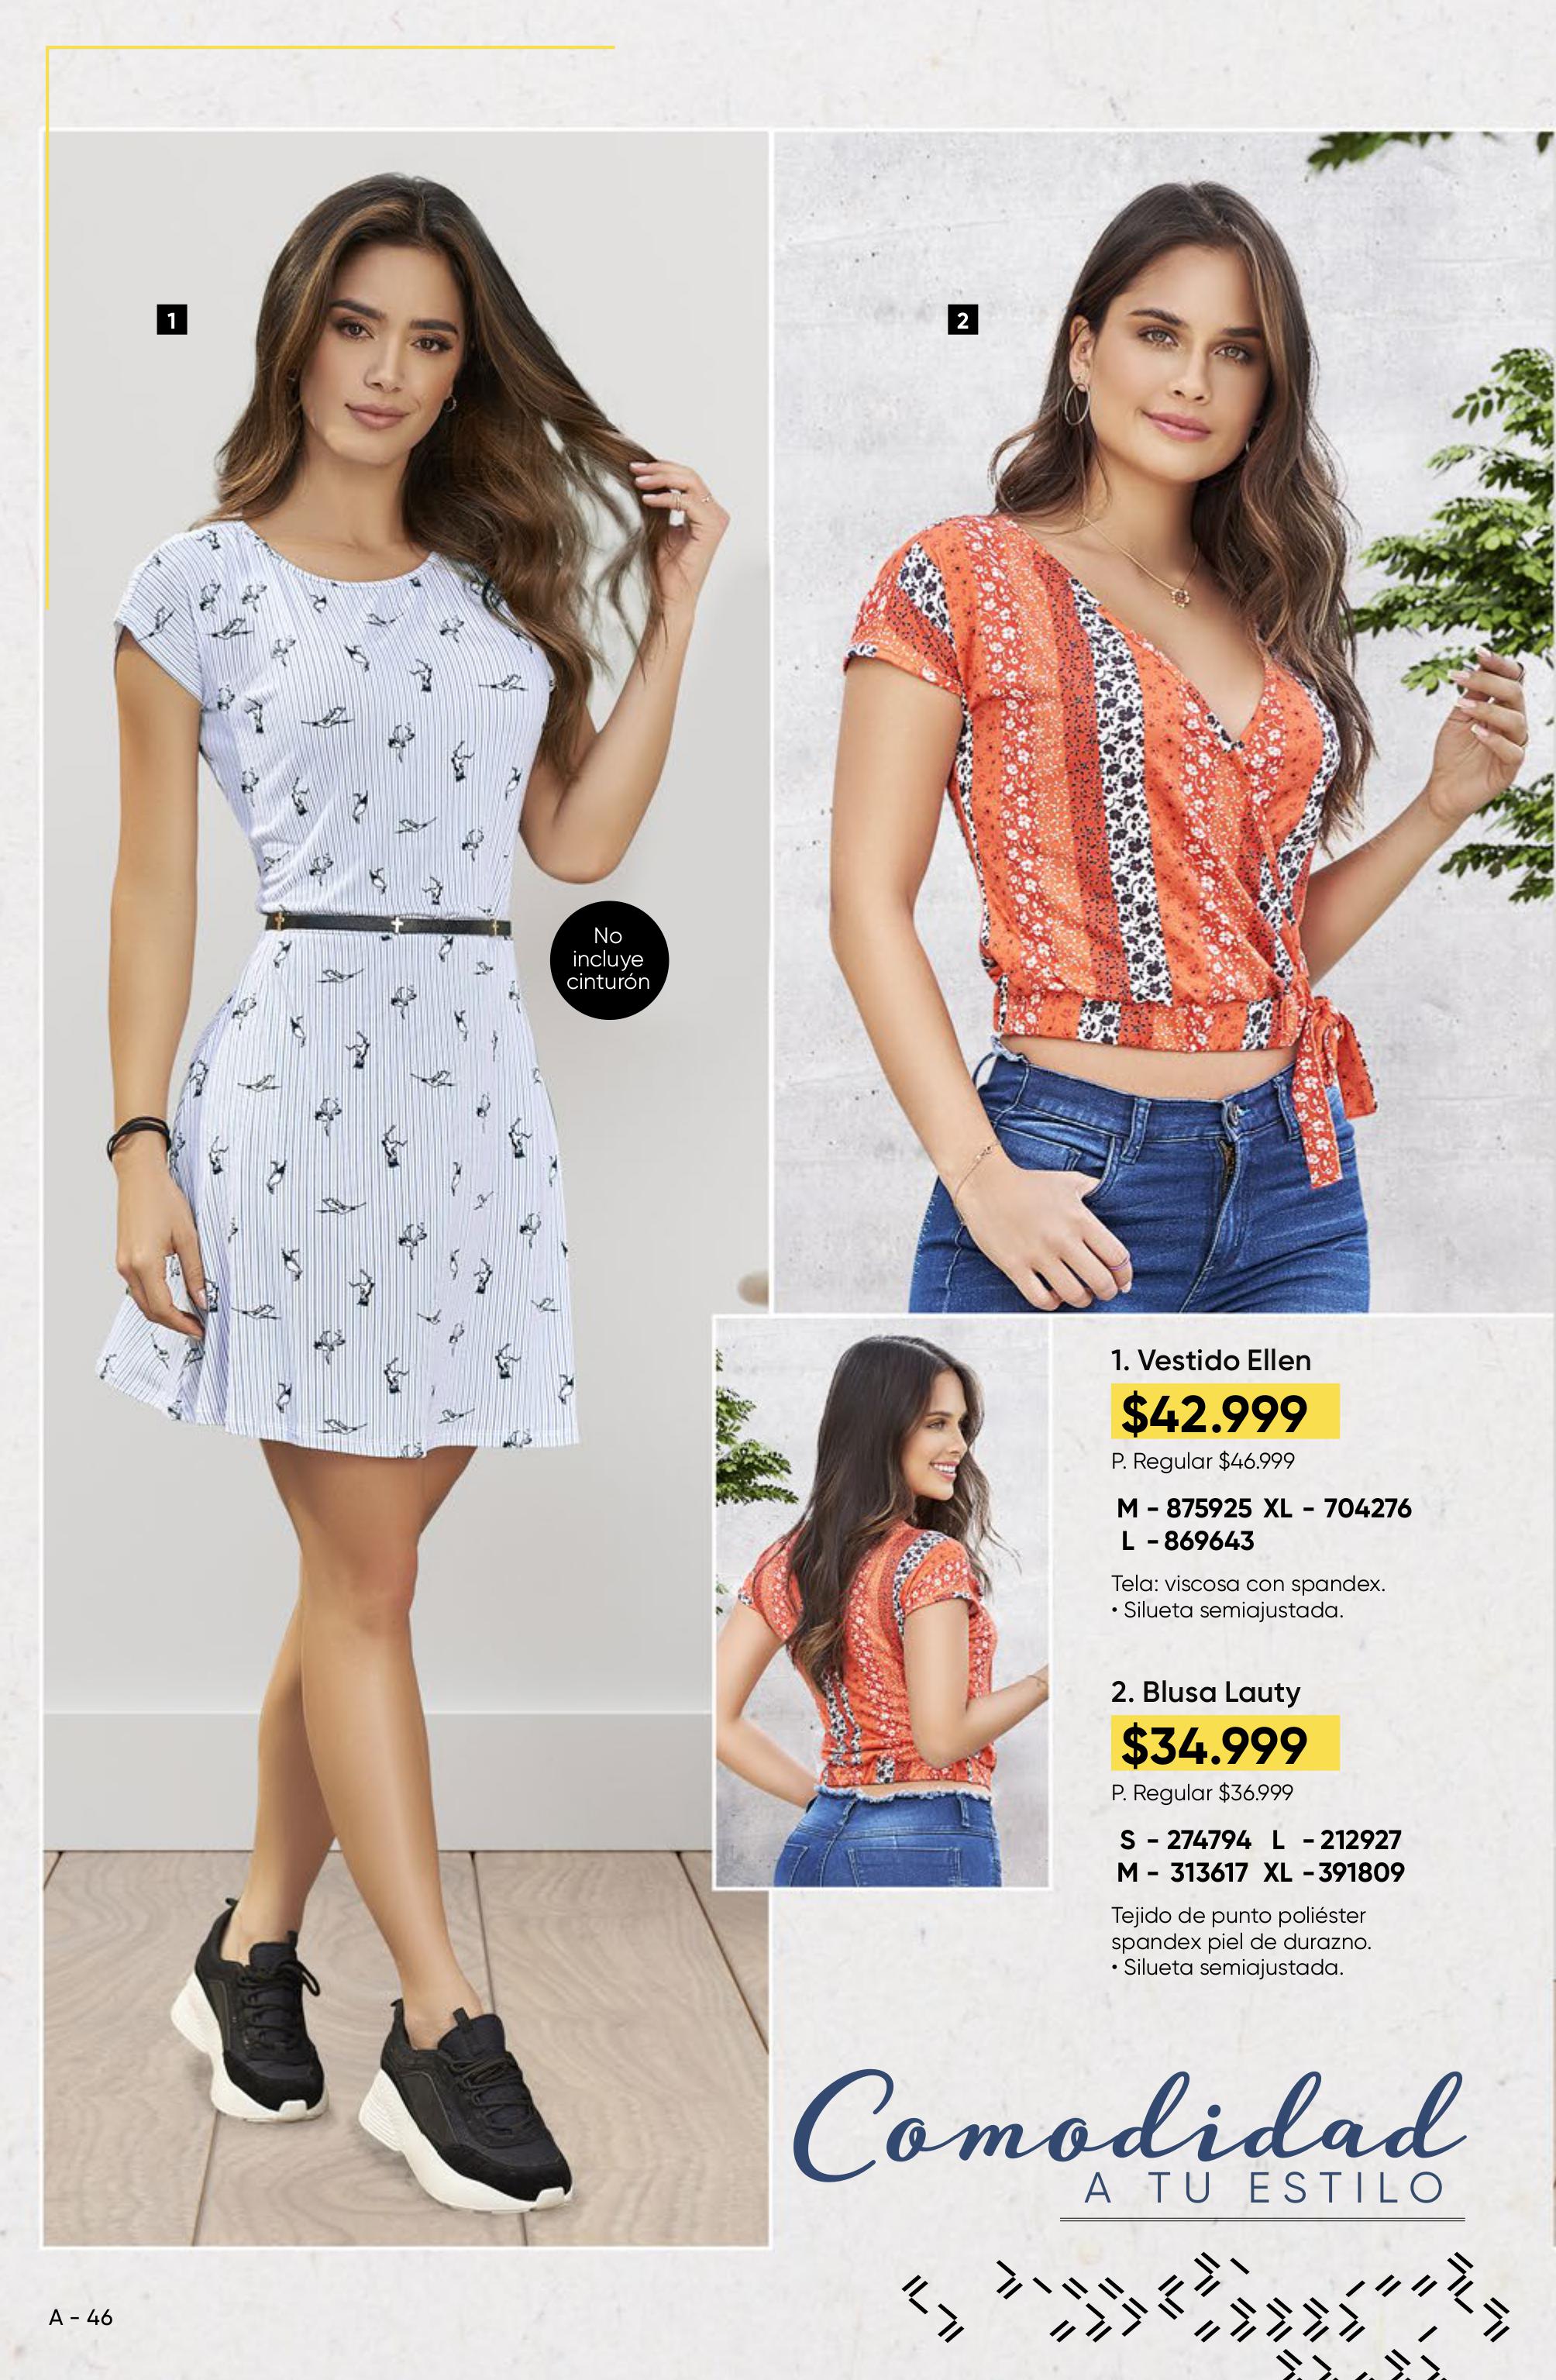 1
2
No
incluye
cinturón
1. Vestido Ellen
$42.999
P. Regular $46.999
M - 875925 XL - 704276
L - 869643
Tela: viscosa con spandex.
• Silueta semiajustada.
2. Blusa Lauty
$34.999
P. Regular $36.999
S - 274794 L - 212927
M - 313617 XL - 391809
Tejido de punto poliéster
spandex piel de durazno.
• Silueta semiajustada.
Comodidad
A TU ESTILO
A - 46